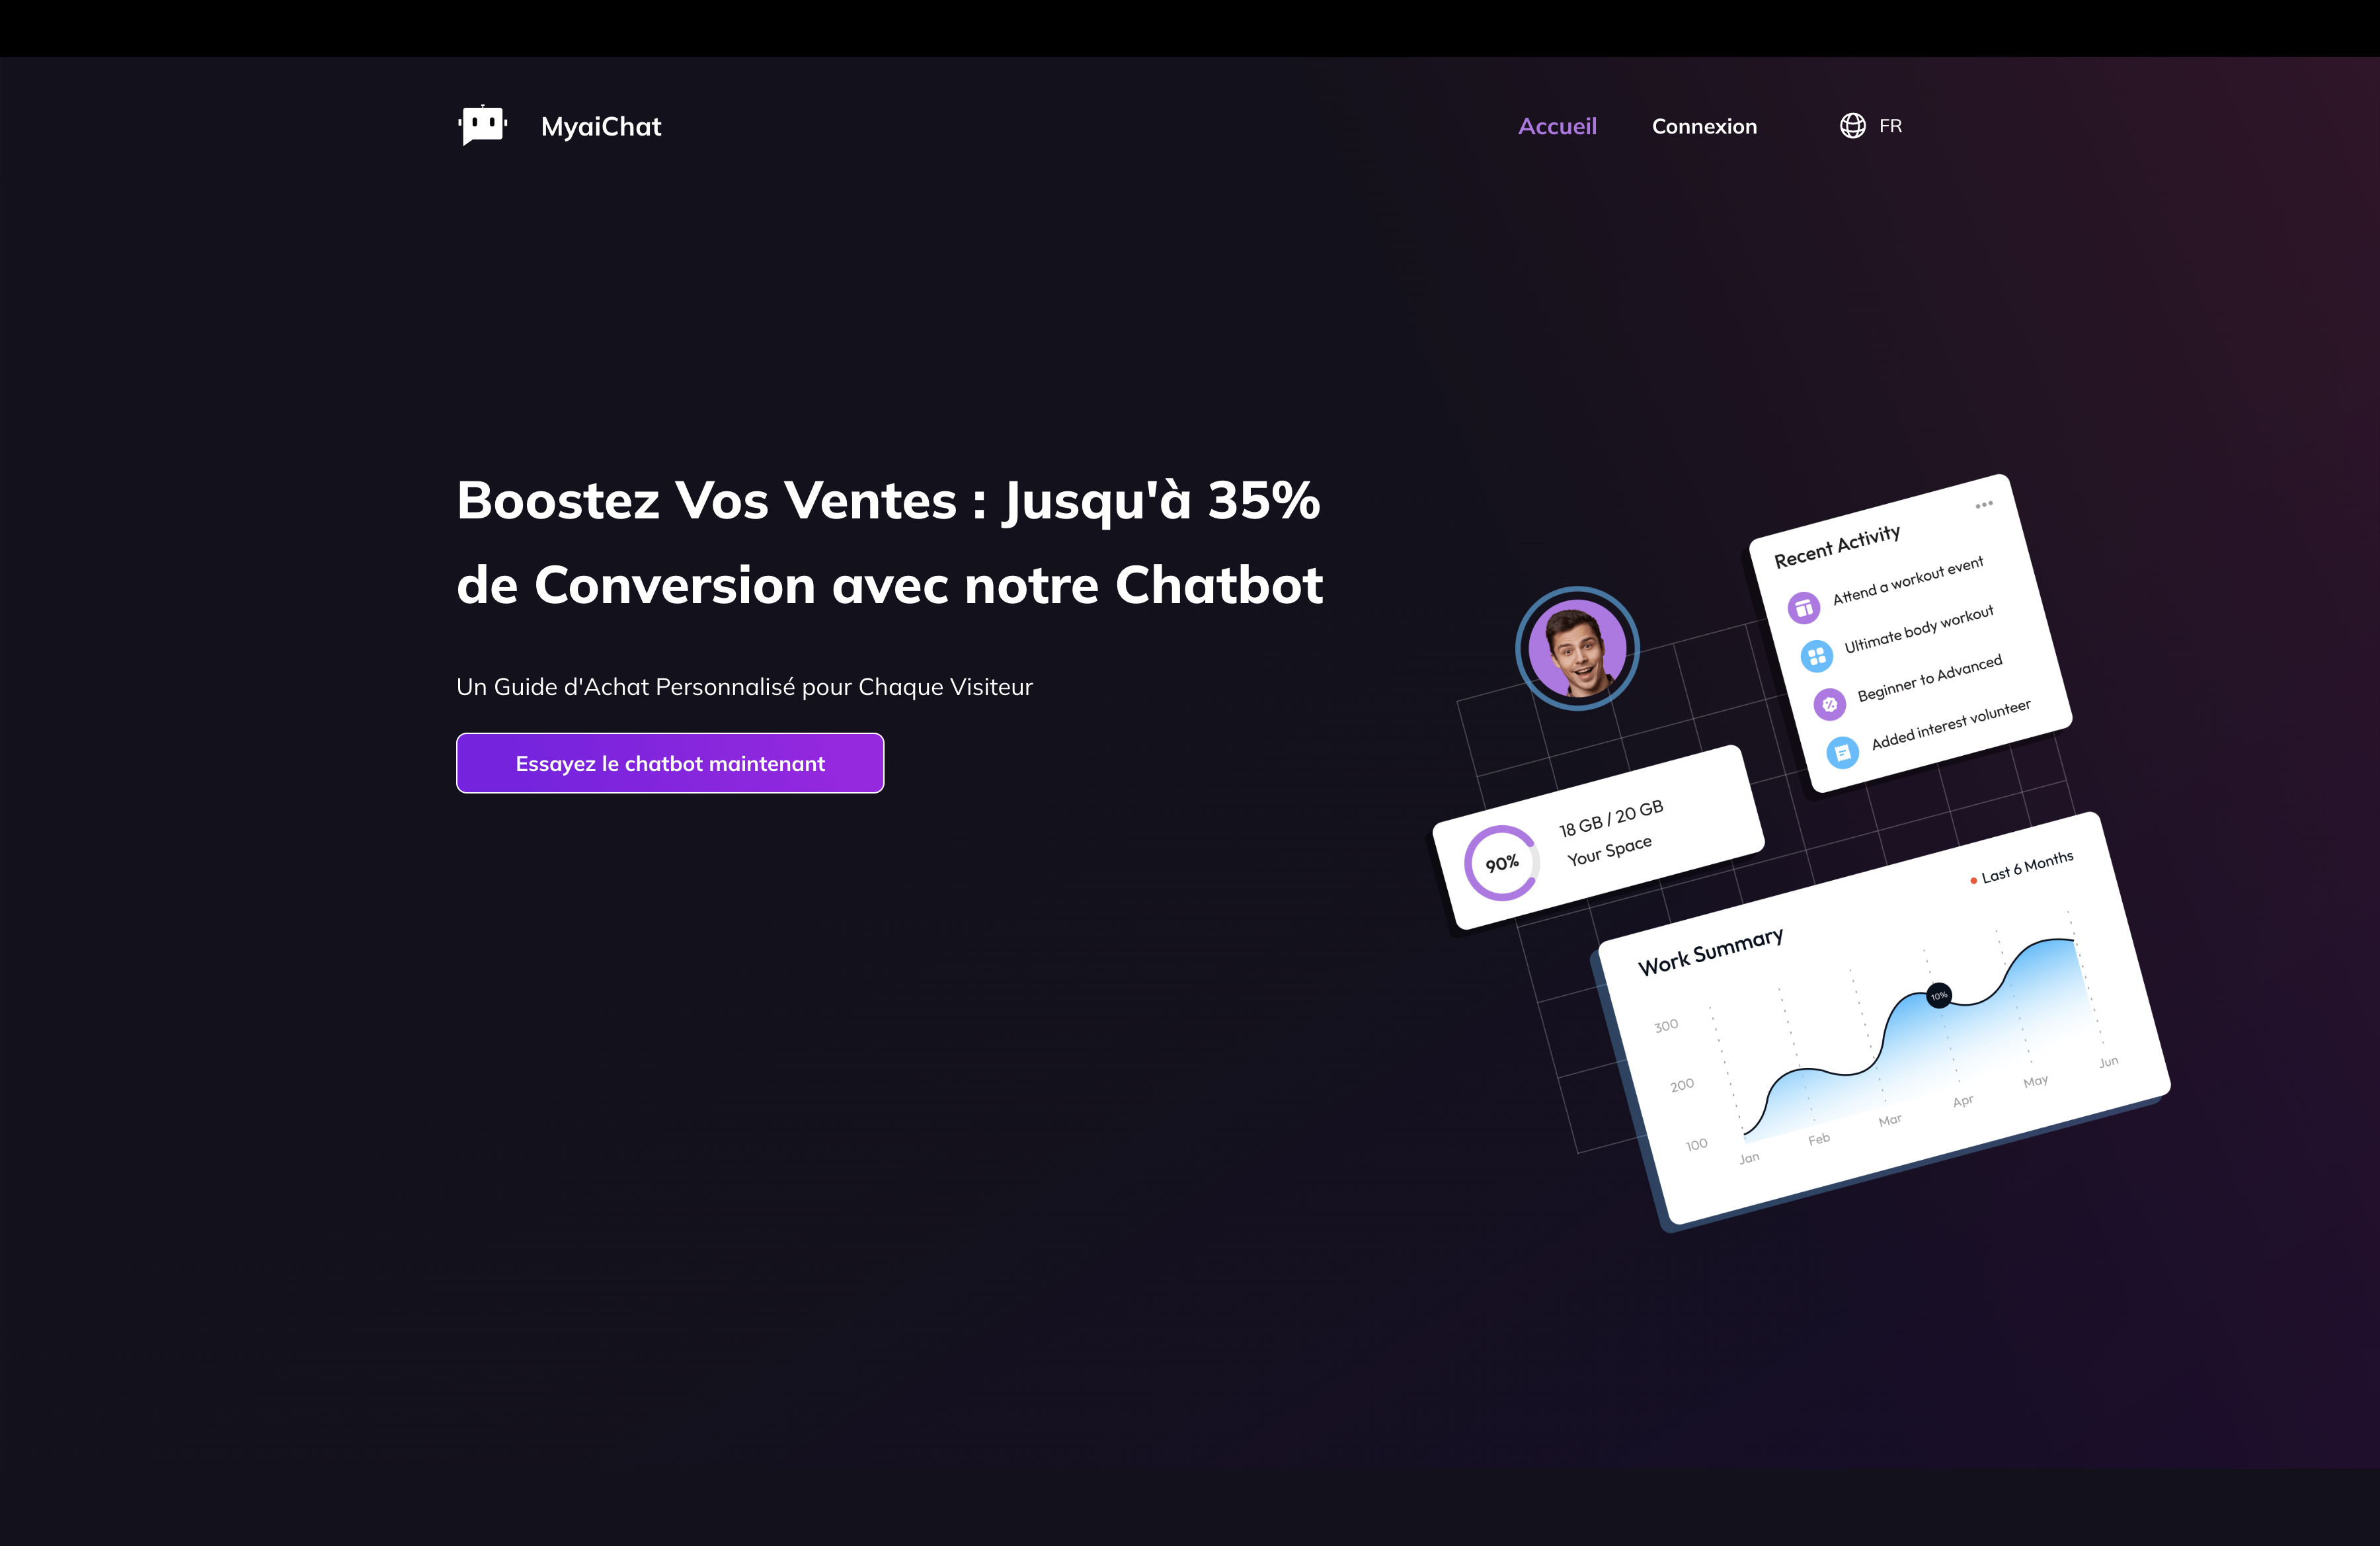 MyaiChat
Accueil
Connexion
FR
Boostez Vos Ventes : Jusqu'à 35%
de Conversion avec notre Chatbot
Un Guide d'Achat Personnalisé pour Chaque Visiteur
Essayez le chatbot maintenant
Recent Activity
Attend a workout event
Ultimate body workout
Beginner to Advanced
Added interest volunteer
90%
18 GB / 20 GB
Your Space
Work Summary
Last 6 Months
300
200
100
10%
Jan
Feb
Mar
Apr
May
Jun